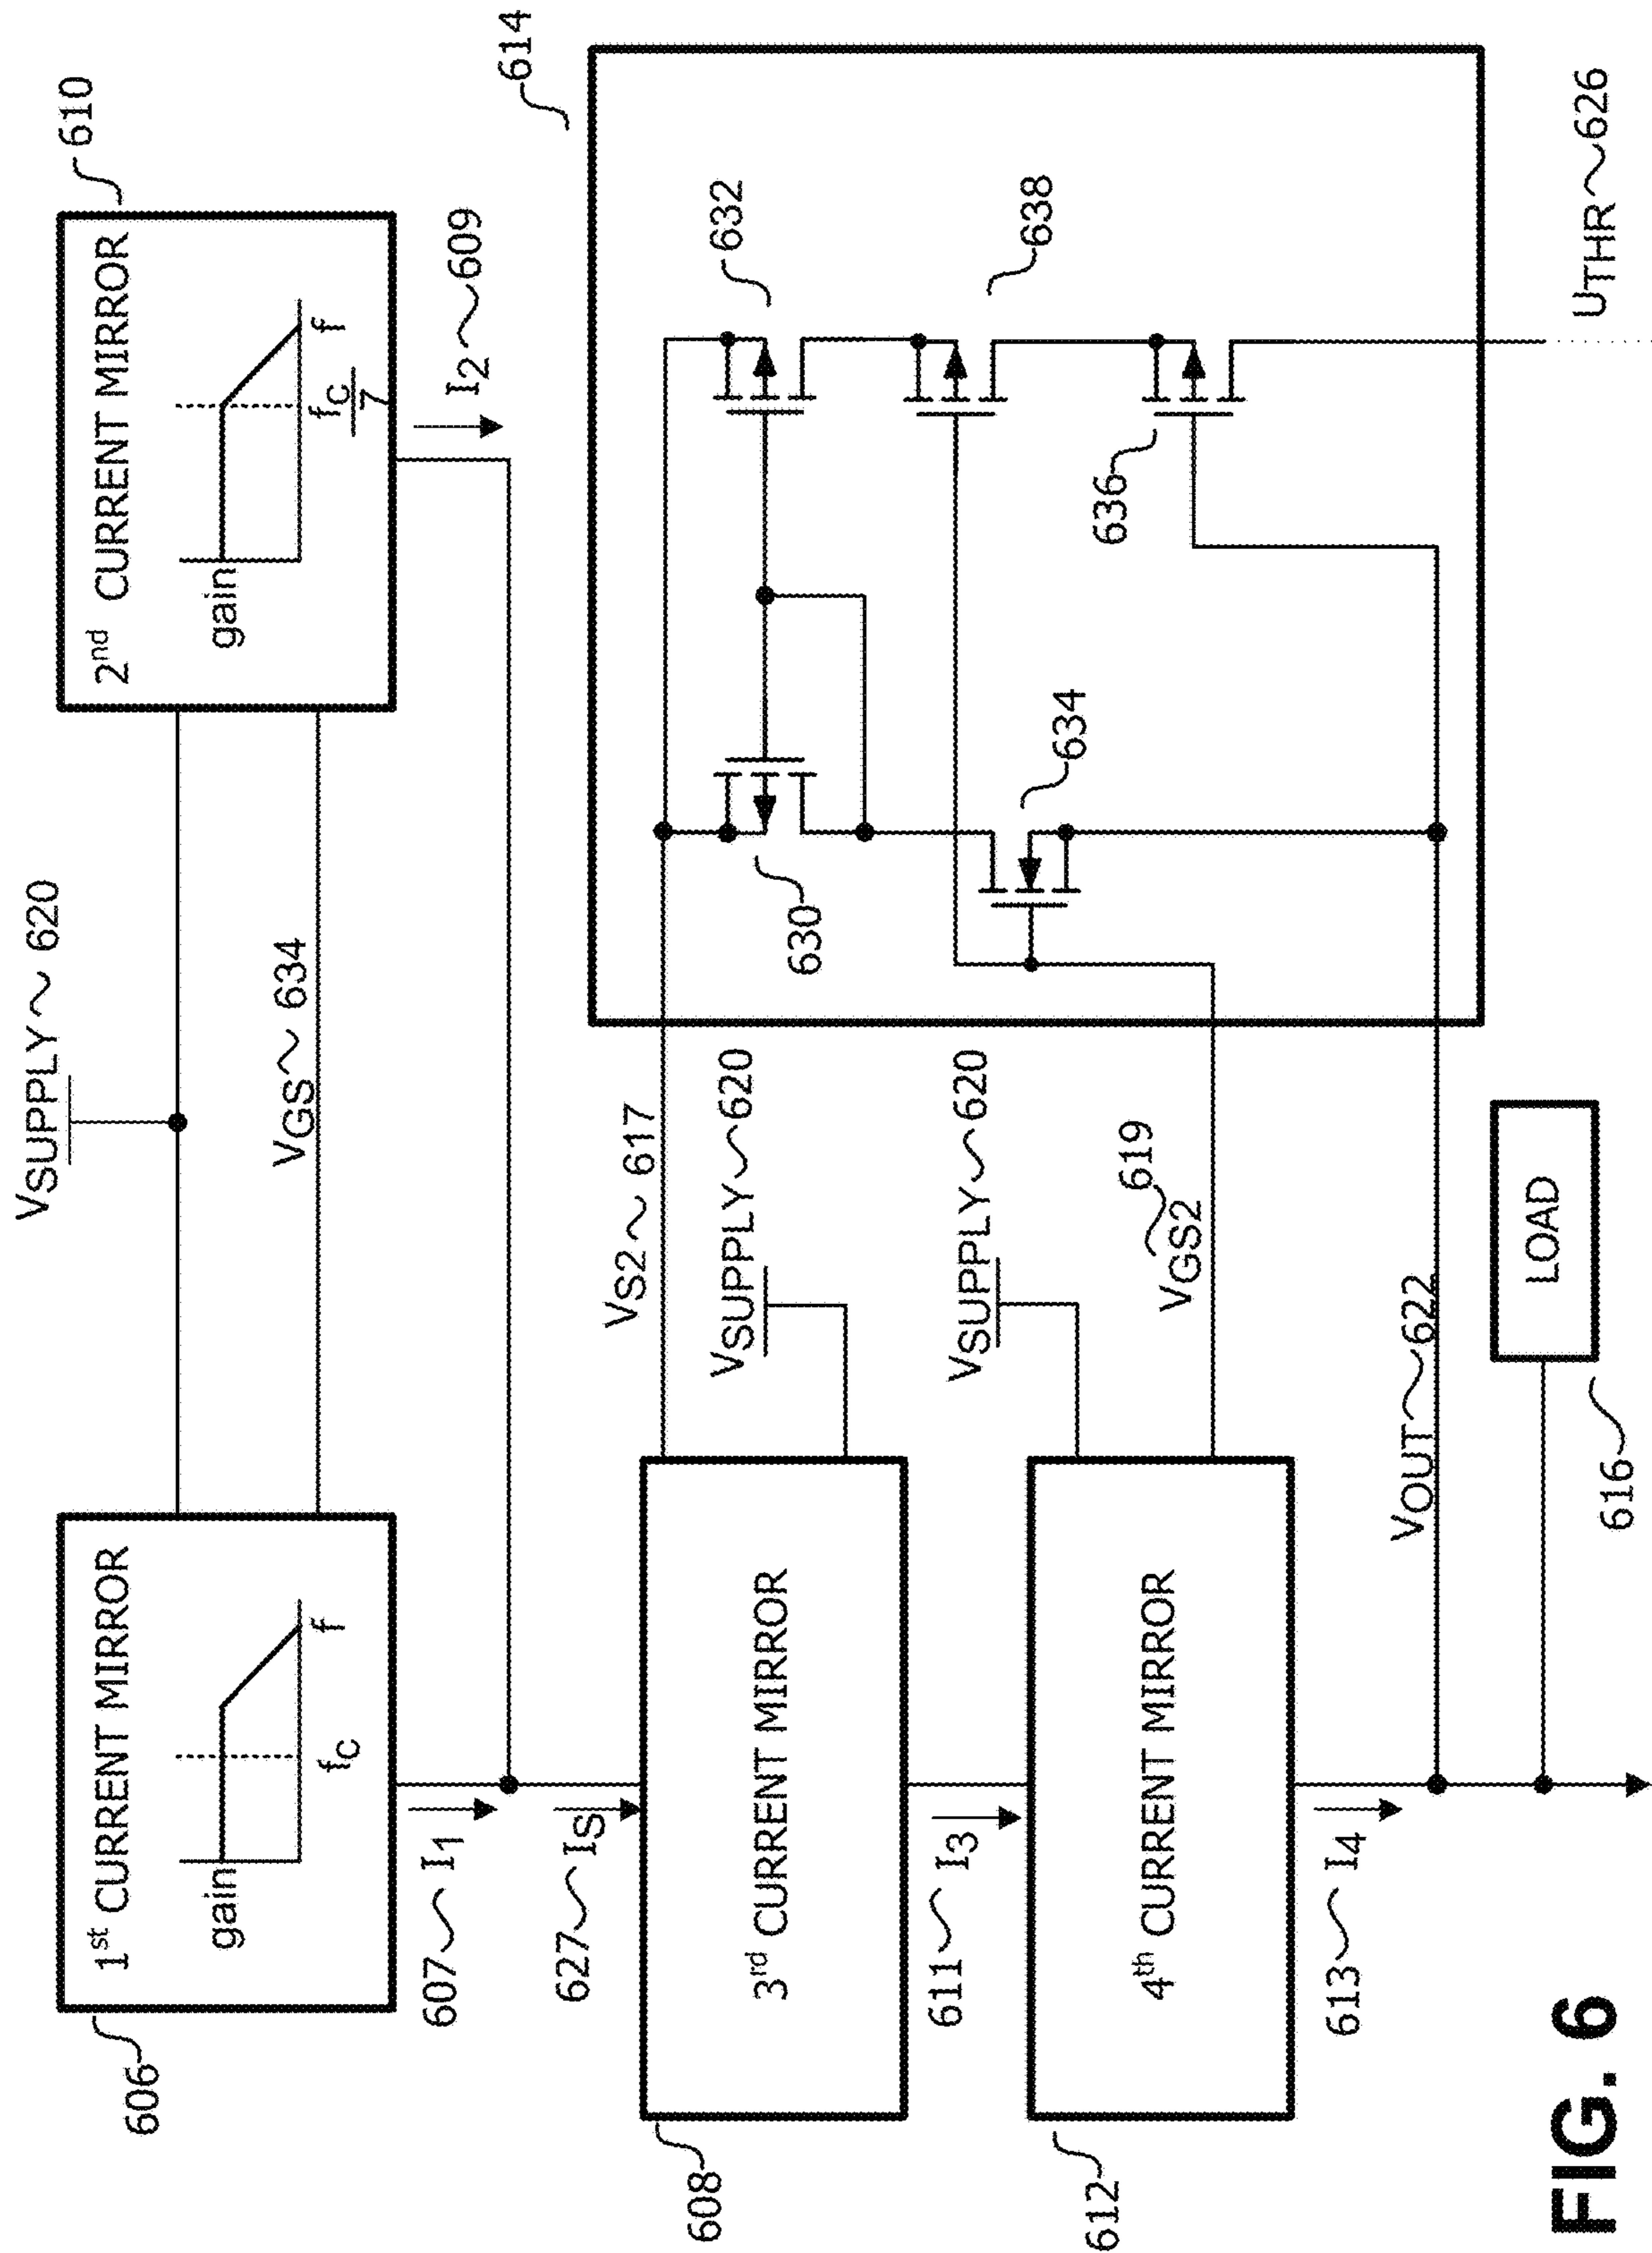 VSUPPLY 620
1st CURRENT MIRROR
gain
fC
f
606
VGS 634
2nd CURRENT MIRROR
gain
fC
7
f
610
607 I1
I2 609
627 IS
614
3rd CURRENT MIRROR
608
VS2 617
VSUPPLY 620
630
632
638
634
636
611 I3
4th CURRENT MIRROR
612
VSUPPLY 620
619
VGS2
613 I4
VOUT 622
LOAD
616
UTHR 626
FIG. 6